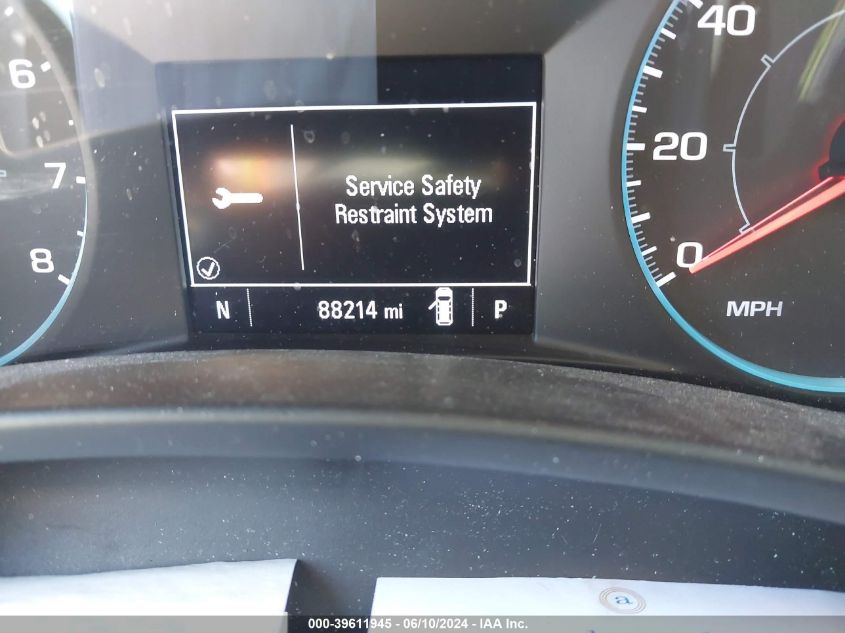 40
6
20
7
Service Safety
Restraint System
8
0
N 88214 mi P
MPH
a
000-39611945 - 06/10/2024 - IAA Inc.